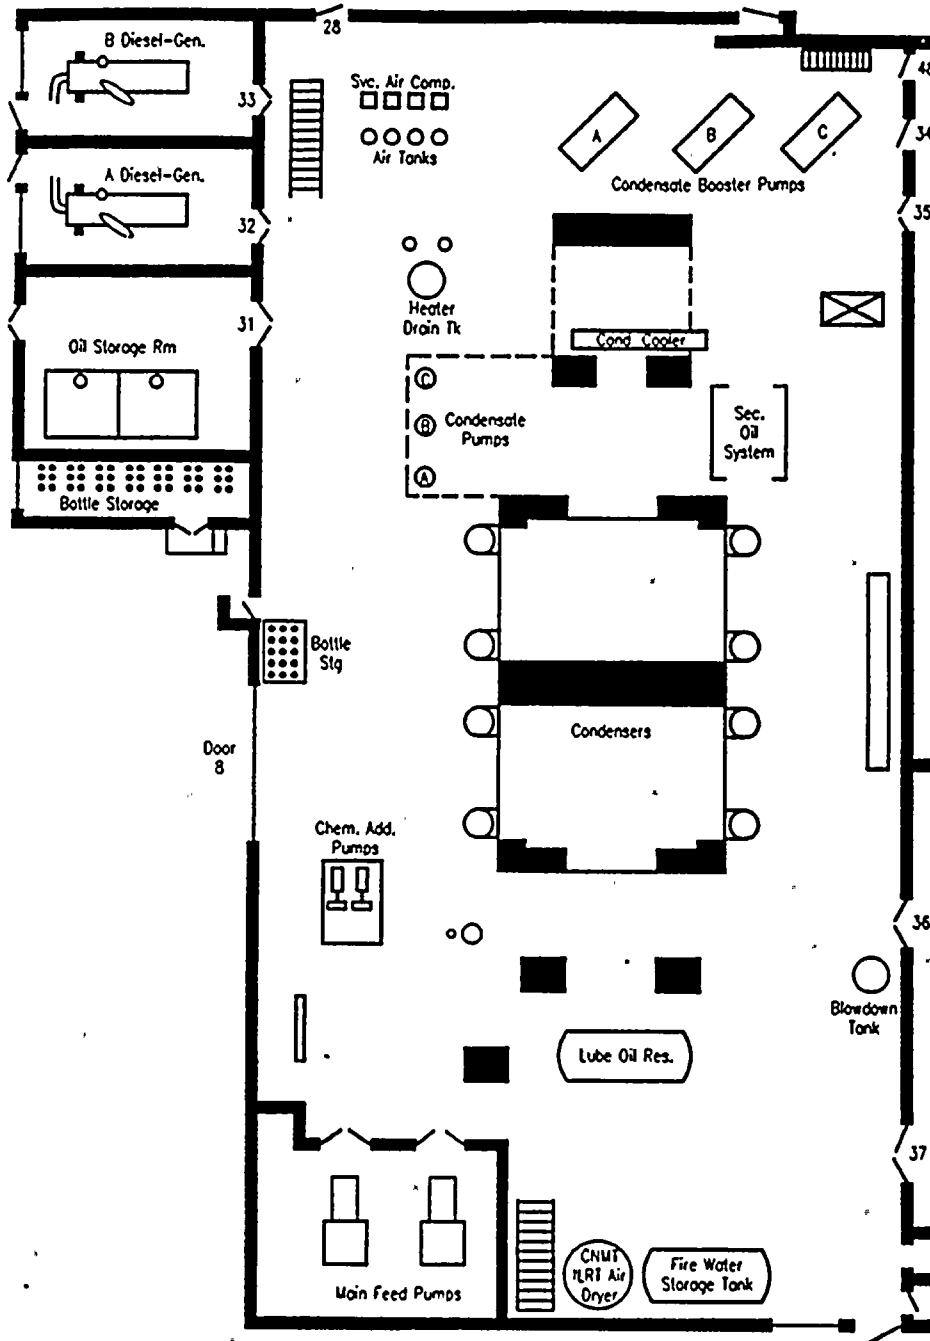 28
B Diesel-Gen.
Svc. Air Comp.
48
33
A
B
C
34
Air Tanks
A Diesel-Gen.
Condensate Booster Pumps
32
35
Heater
Drain Tk
31
Oil Storage Rm
Cond. Cooler
C
B
A
Condensate
Pumps
Sec.
Oil
System
Bottle Storage
Bottle
Stg
Door
8
Condensers
Chem. Add.
Pumps
36
Blowdown
Tank
Lube Oil Res.
37
CNMT
ILRT Air
Dryer
Fire Water
Storage Tank
Main Feed Pumps